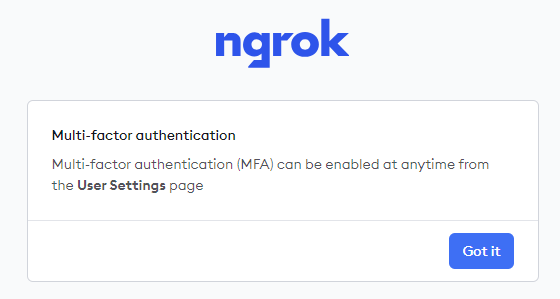 ngrok
Multi-factor authentication
Multi-factor authentication (MFA) can be enabled at anytime from
the User Settings page
Got it